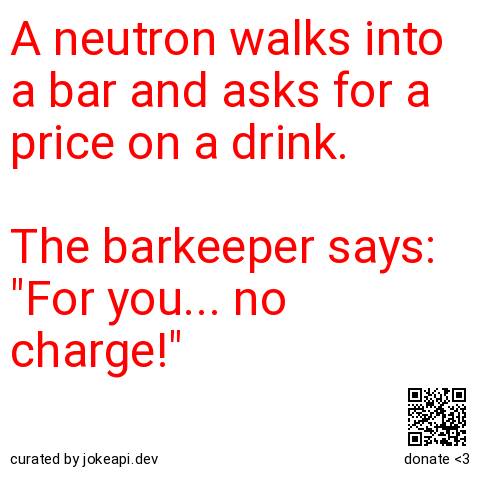 A neutron walks into
a bar and asks for a
price on a drink.
The barkeeper says:
"For you... no
charge!"
curated by jokeapi.dev
donate <3